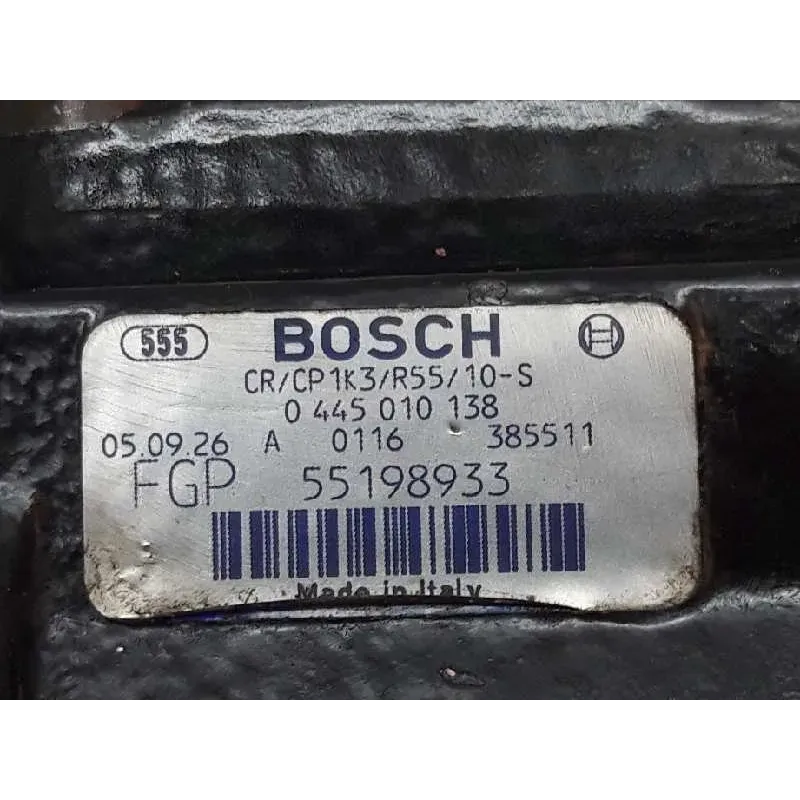 555 BOSCH
CR/CP1K3/R55/10-S
0 445 010 138
05.09.26 A 0116 385511
FGP 55198933
Made in Italy